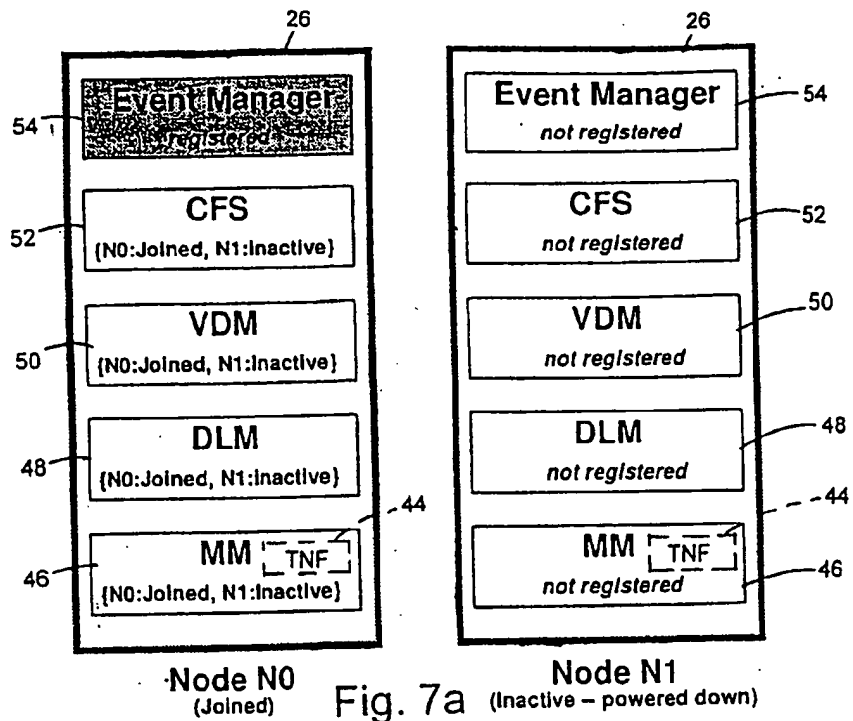 26
54
Event Manager
registered
52
CFS
{N0:Joined, N1:Inactive}
50
VDM
{N0:Joined, N1:Inactive}
48
DLM
{N0:Joined, N1:Inactive}
44
46
MM
TNF
{N0:Joined, N1:Inactive}
Node N0
(Joined)
26
Event Manager
not registered
54
CFS
not registered
52
VDM
not registered
50
DLM
not registered
48
44
MM
TNF
not registered
46
Node N1
(Inactive – powered down)
Fig. 7a